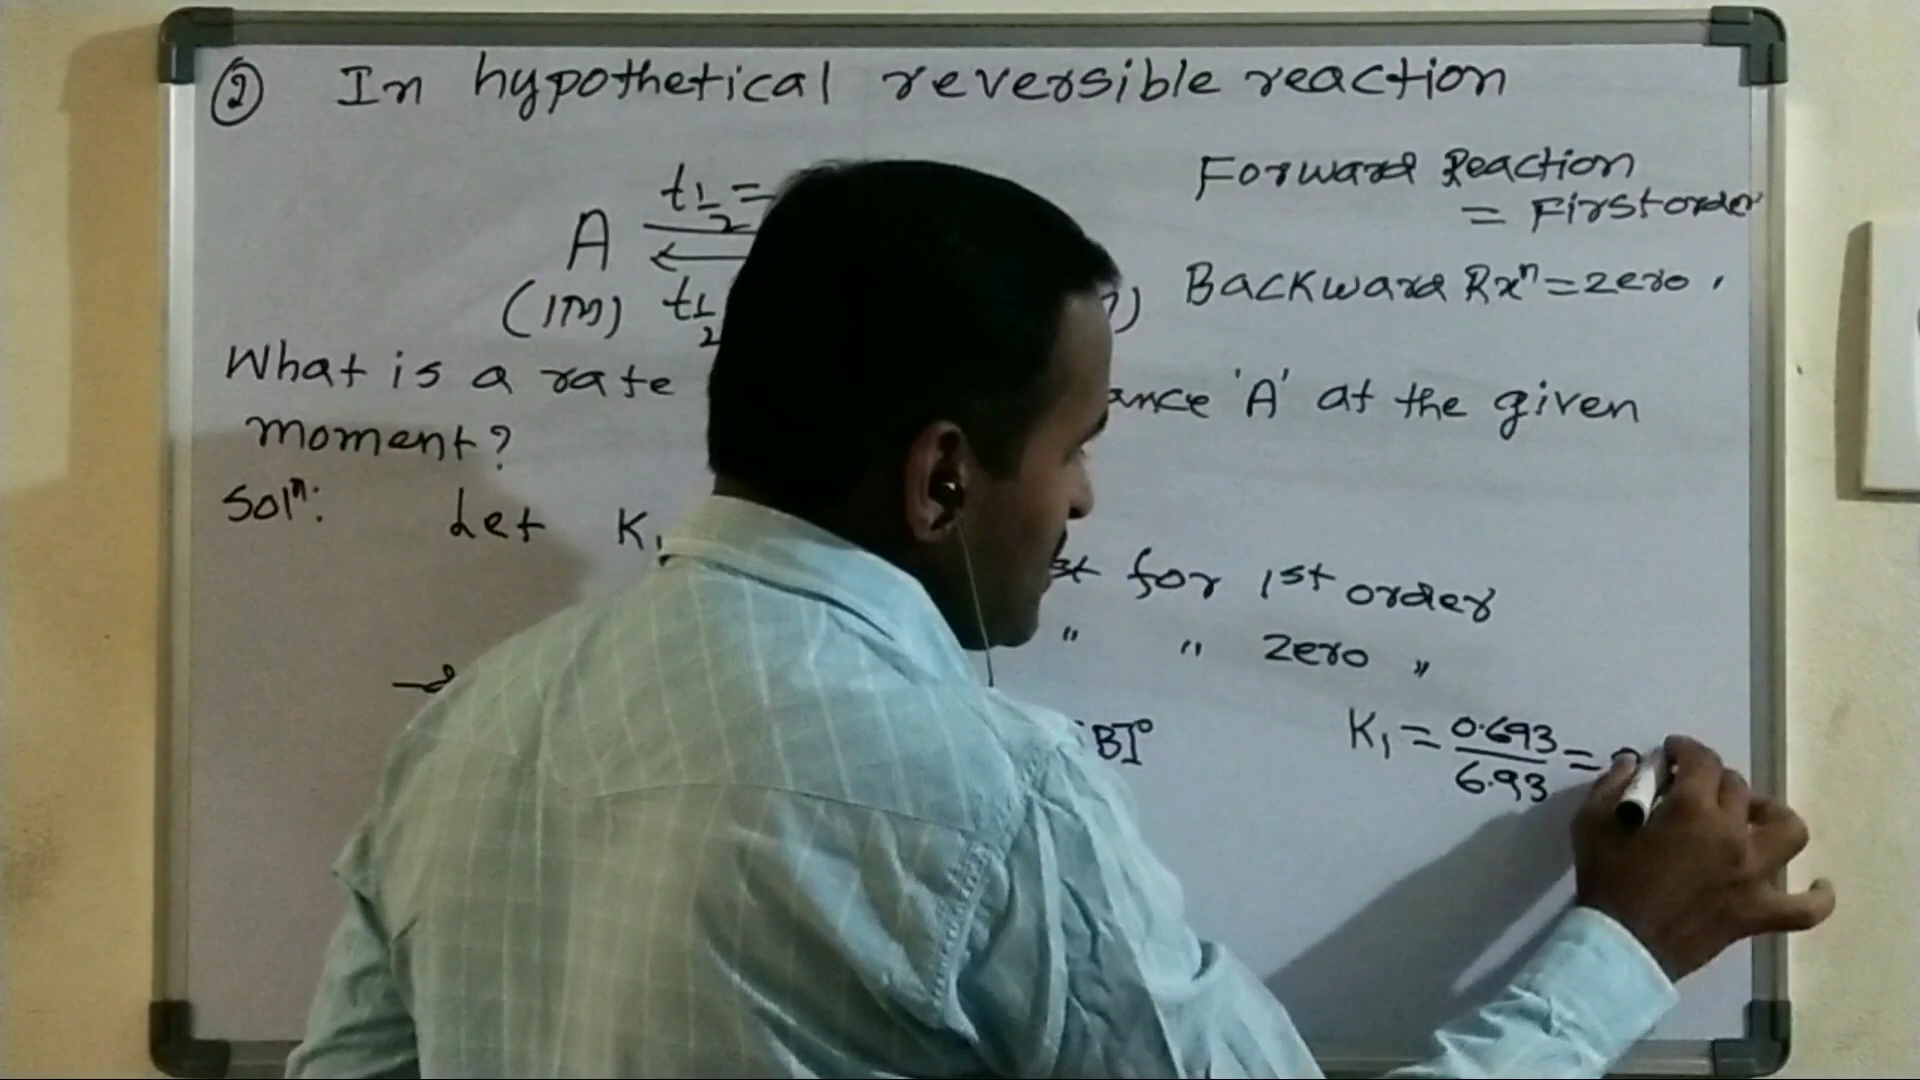 ② In hypothetical reversible reaction
t1/2 =
Forward Reaction
= First order
A
(1M) t1/2
Backward Rxⁿ = zero ,
What is a rate 'A' at the given
moment?
Solⁿ: Let K₁
for 1st order
" " zero "
B]⁰
K₁ = 0.693/6.93 =